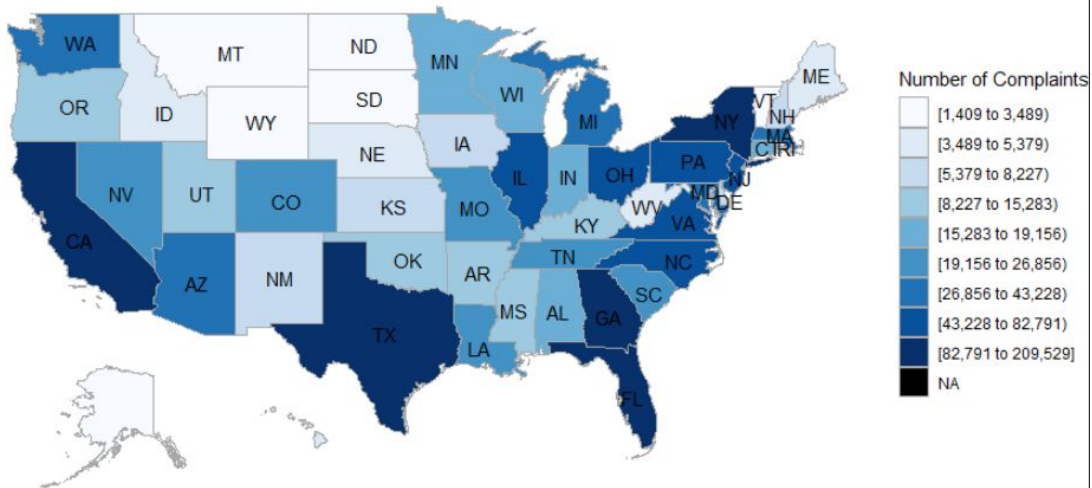 WA
MT
ND
MN
ME
OR
ID
SD
WI
VT
NH
WY
MI
NY
MA
CT
RI
NE
IA
PA
NJ
NV
UT
CO
IL
IN
OH
MD
DE
KS
MO
WV
VA
CA
KY
AZ
NM
OK
AR
TN
NC
SC
TX
MS
AL
GA
LA
FL
Number of Complaints
[1,409 to 3,489)
[3,489 to 5,379)
[5,379 to 8,227)
[8,227 to 15,283)
[15,283 to 19,156)
[19,156 to 26,856)
[26,856 to 43,228)
[43,228 to 82,791)
[82,791 to 209,529]
NA